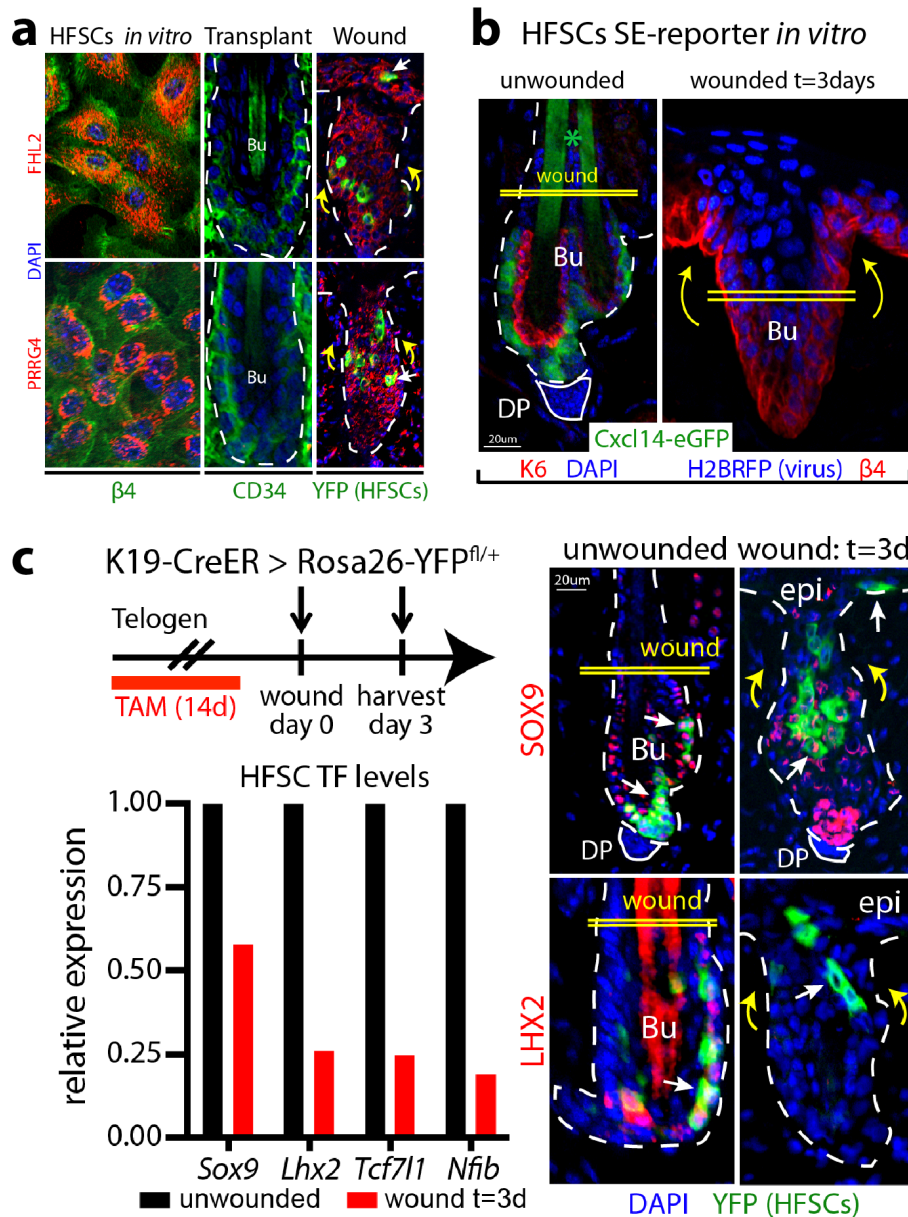 a
HFSCs in vitro
Transplant
Wound
FHL2
DAPI
PRRG4
Bu
Bu
β4
CD34
YFP (HFSCs)
b
HFSCs SE-reporter in vitro
unwounded
wounded t=3days
*
wound
Bu
Bu
DP
20um
Cxcl14-eGFP
K6
DAPI
H2BRFP (virus)
β4
c
K19-CreER > Rosa26-YFPfl/+
Telogen
TAM (14d)
wound
day 0
harvest
day 3
HFSC TF levels
relative expression
1.00
0.75
0.50
0.25
0.00
Sox9
Lhx2
Tcf7l1
Nfib
unwounded
wound t=3d
unwounded
wound: t=3d
20um
epi
wound
SOX9
Bu
DP
DP
wound
epi
LHX2
Bu
DAPI
YFP (HFSCs)